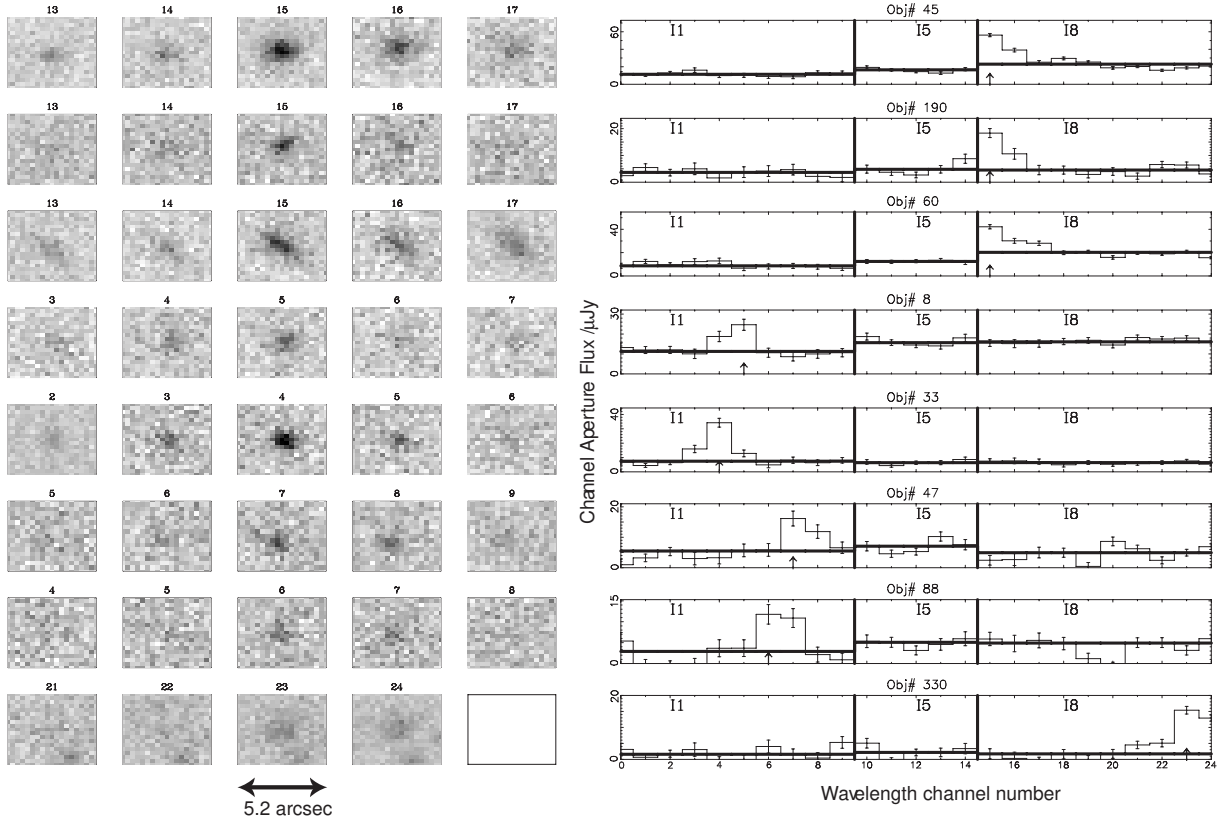 13 14 15 16 17
13 14 15 16 17
13 14 15 16 17
3 4 5 6 7
2 3 4 5 6
5 6 7 8 9
4 5 6 7 8
21 22 23 24
5.2 arcsec
Channel Aperture Flux /μJy
Obj# 45
I1 I5 I8
60
0
Obj# 190
I1 I5 I8
20
0
Obj# 60
I1 I5 I8
40
0
Obj# 8
I1 I5 I8
30
0
Obj# 33
I1 I5 I8
40
0
Obj# 47
I1 I5 I8
20
0
Obj# 88
I1 I5 I8
15
0
Obj# 330
I1 I5 I8
20
0
0 2 4 6 8 10 12 14 16 18 20 22 24
Wavelength channel number